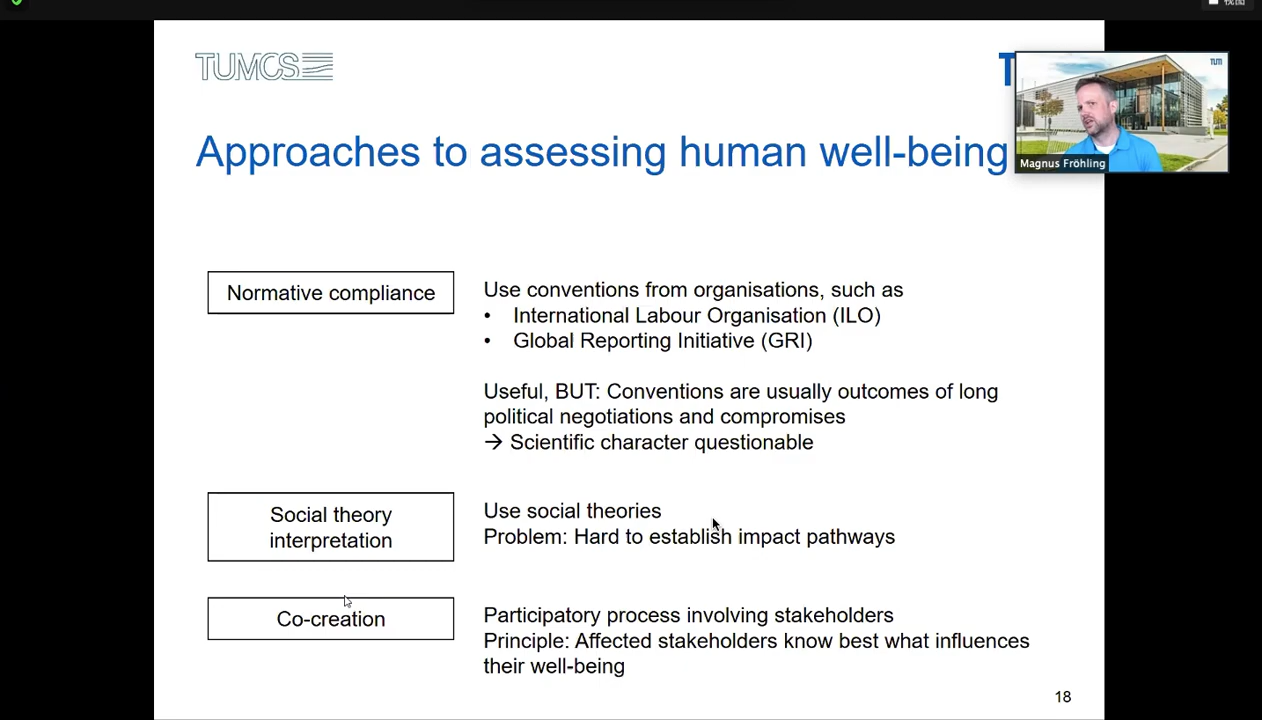 视图
TUMCS
TUM
Approaches to assessing human well-being
Magnus Fröhling
Normative compliance
Use conventions from organisations, such as
• International Labour Organisation (ILO)
• Global Reporting Initiative (GRI)
Useful, BUT: Conventions are usually outcomes of long
political negotiations and compromises
→ Scientific character questionable
Social theory
interpretation
Use social theories
Problem: Hard to establish impact pathways
Co-creation
Participatory process involving stakeholders
Principle: Affected stakeholders know best what influences
their well-being
18